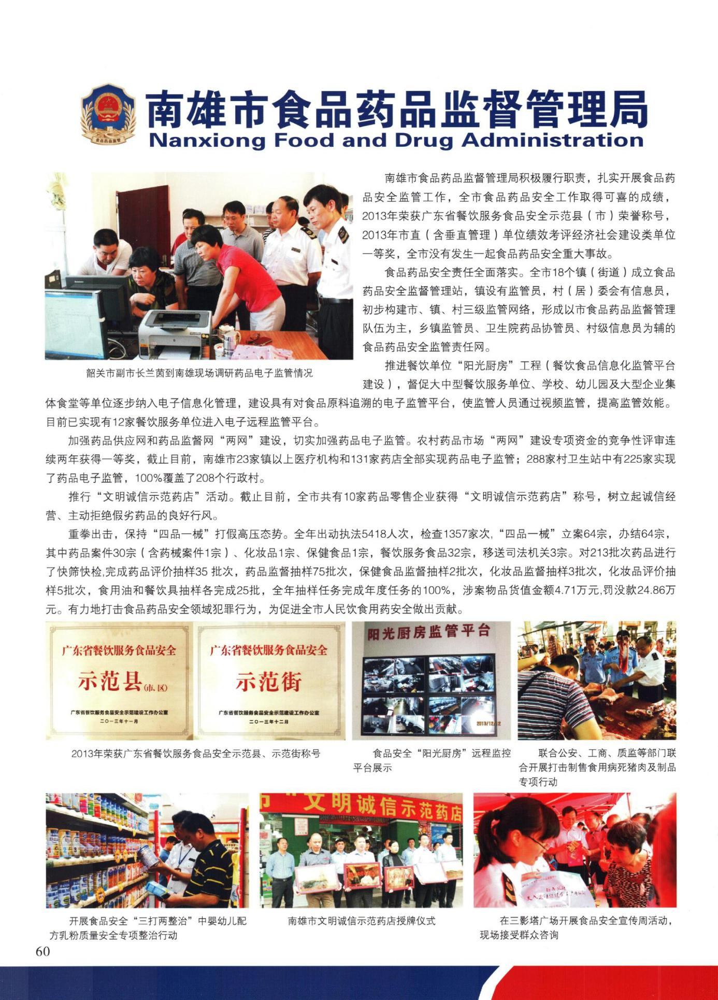 食品药品监管
南雄市食品药品监督管理局
Nanxiong Food and Drug Administration
南雄市食品药品监督管理局积极履行职责，扎实开展食品药
品安全监管工作，全市食品药品安全工作取得可喜的成绩，
2013年荣获广东省餐饮服务食品安全示范县（市）荣誉称号，
2013年市直（含垂直管理）单位绩效考评经济社会建设类单位
一等奖，全市没有发生一起食品药品安全重大事故。
食品药品安全责任全面落实。全市18个镇（街道）成立食品
药品安全监督管理站，镇设有监管员，村（居）委会有信息员，
初步构建市、镇、村三级监管网络，形成以市食品药品监督管理
队伍为主，乡镇监管员、卫生院药品协管员、村级信息员为辅的
食品药品安全监管责任网。
韶关市副市长兰茵到南雄现场调研药品电子监管情况
推进餐饮单位“阳光厨房”工程（餐饮食品信息化监管平台
建设），督促大中型餐饮服务单位、学校、幼儿园及大型企业集
体食堂等单位逐步纳入电子信息化管理，建设具有对食品原料追溯的电子监管平台，使监管人员通过视频监管，提高监管效能。
目前已实现有12家餐饮服务单位进入电子远程监管平台。
加强药品供应网和药品监督网“两网”建设，切实加强药品电子监管。农村药品市场“两网”建设专项资金的竞争性评审连
续两年获得一等奖，截止目前，南雄市23家镇以上医疗机构和131家药店全部实现药品电子监管；288家村卫生站中有225家实现
了药品电子监管，100%覆盖了208个行政村。
推行“文明诚信示范药店”活动。截止目前，全市共有10家药品零售企业获得“文明诚信示范药店”称号，树立起诚信经
营、主动拒绝假劣药品的良好行风。
重拳出击，保持“四品一械”打假高压态势。全年出动执法5418人次，检查1357家次，“四品一械”立案64宗，办结64宗，
其中药品案件30宗（含药械案件1宗）、化妆品1宗、保健食品1宗，餐饮服务食品32宗，移送司法机关3宗。对213批次药品进行
了快筛快检,完成药品评价抽样35 批次，药品监督抽样75批次，保健食品监督抽样2批次，化妆品监督抽样3批次，化妆品评价抽
样5批次，食用油和餐饮具抽样各完成25批，全年抽样任务完成年度任务的100%，涉案物品货值金额4.71万元,罚没款24.86万
元。有力地打击食品药品安全领域犯罪行为，为促进全市人民饮食用药安全做出贡献。
广东省餐饮服务食品安全
示范县(市、区)
广东省餐饮服务食品安全示范建设工作办公室
二〇一三年十一月
广东省餐饮服务食品安全
示范街
广东省餐饮服务食品安全示范建设工作办公室
二〇一三年十二月
阳光厨房监管平台
2013/12/12
2013年荣获广东省餐饮服务食品安全示范县、示范街称号
食品安全“阳光厨房”远程监控
平台展示
联合公安、工商、质监等部门联
合开展打击制售食用病死猪肉及制品
专项行动
市“文明诚信示范药店
开展食品安全“三打两整治”中婴幼儿配
方乳粉质量安全专项整治行动
南雄市文明诚信示范药店授牌仪式
在三影塔广场开展食品安全宣传周活动，
现场接受群众咨询
60